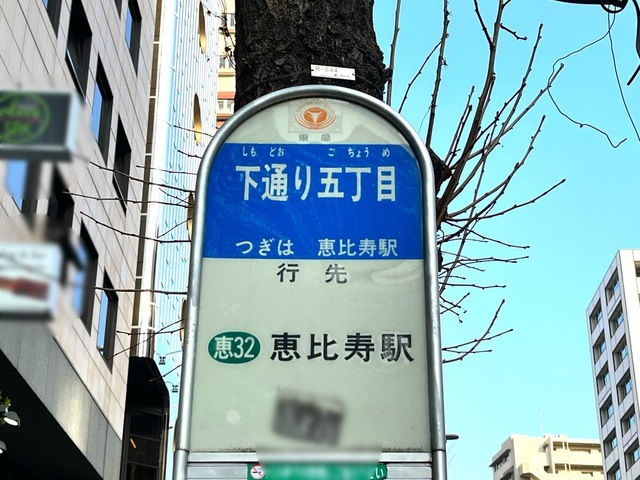 東急
しも どお ご ちょう め
下通り五丁目
つぎは 恵比寿駅
行先
恵32 恵比寿駅